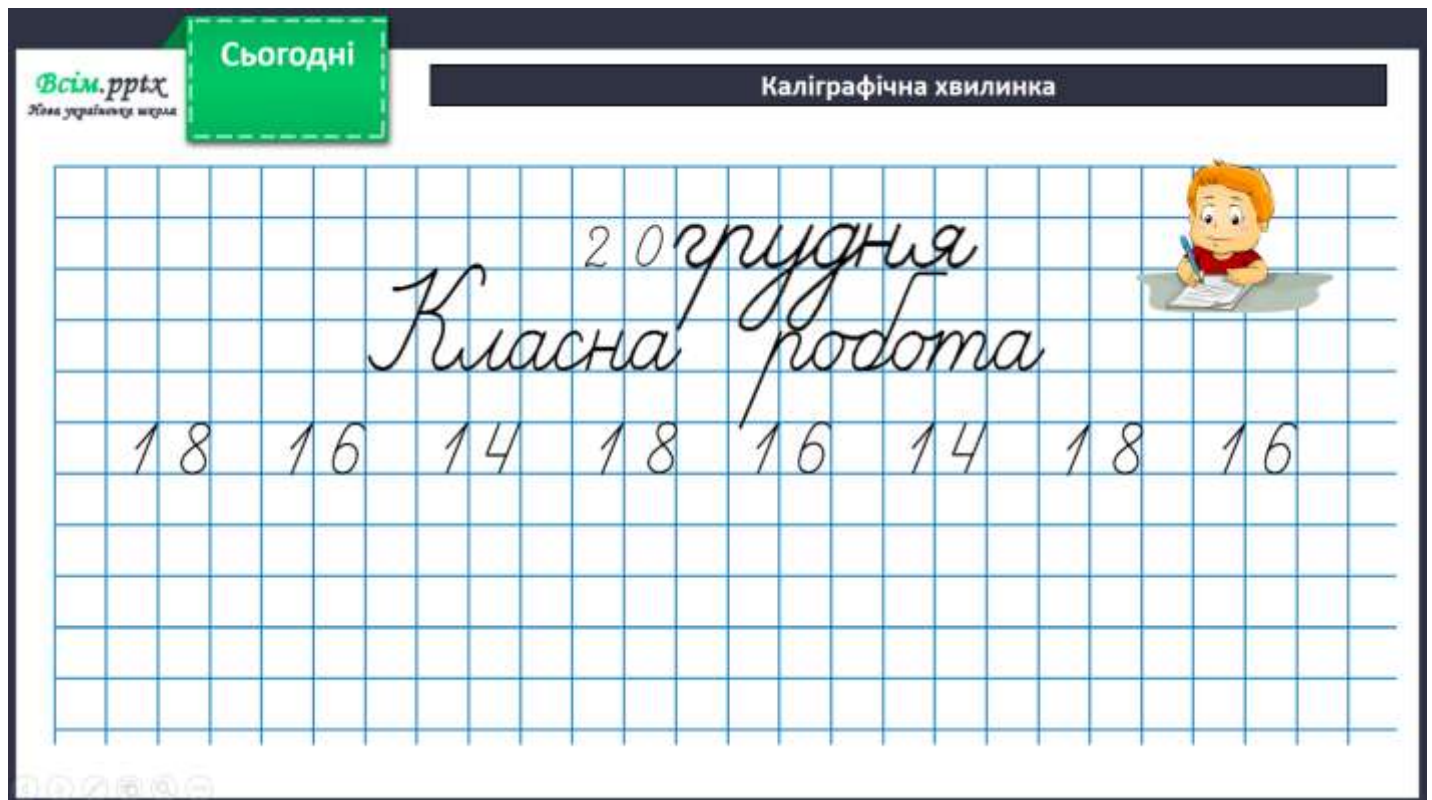 Сьогодні
Всім.pptx
Нова українська школа
Каліграфічна хвилинка
20 грудня
Класна робота
18 16 14 18 16 14 18 16